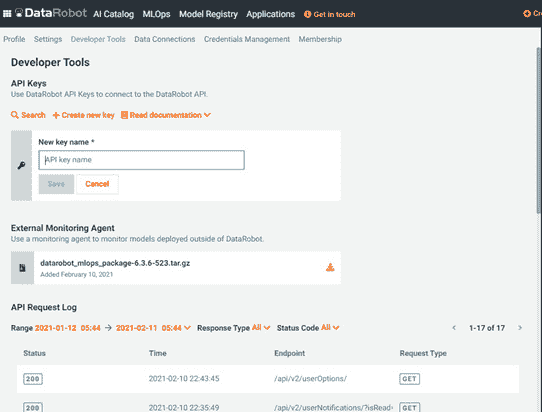 DataRobot AI Catalog MLOps Model Registry Applications Get in touch
Profile Settings Developer Tools Data Connections Credentials Management Membership
Developer Tools
API Keys
Use DataRobot API Keys to connect to the DataRobot API.
Search + Create new key Read documentation
New key name *
API key name
Save Cancel
External Monitoring Agent
Use a monitoring agent to monitor models deployed outside of DataRobot.
datarobot_mlops_package-6.3.6-523.tar.gz
Added February 10, 2021
API Request Log
Range 2021-01-12 05:44 → 2021-02-11 05:44 Response Type All Status Code All < 1-17 of 17 >
Status Time Endpoint Request Type
200 2021-02-10 22:43:45 /api/v2/userOptions/ GET
200 2021-02-10 22:35:49 /api/v2/userNotifications/?isRead= GET